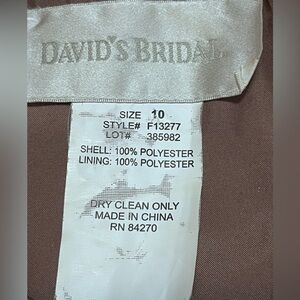 DAVID'S BRIDAL
SIZE 10
STYLE# F13277
LOT# 385982
SHELL: 100% POLYESTER
LINING: 100% POLYESTER
DRY CLEAN ONLY
MADE IN CHINA
RN 84270